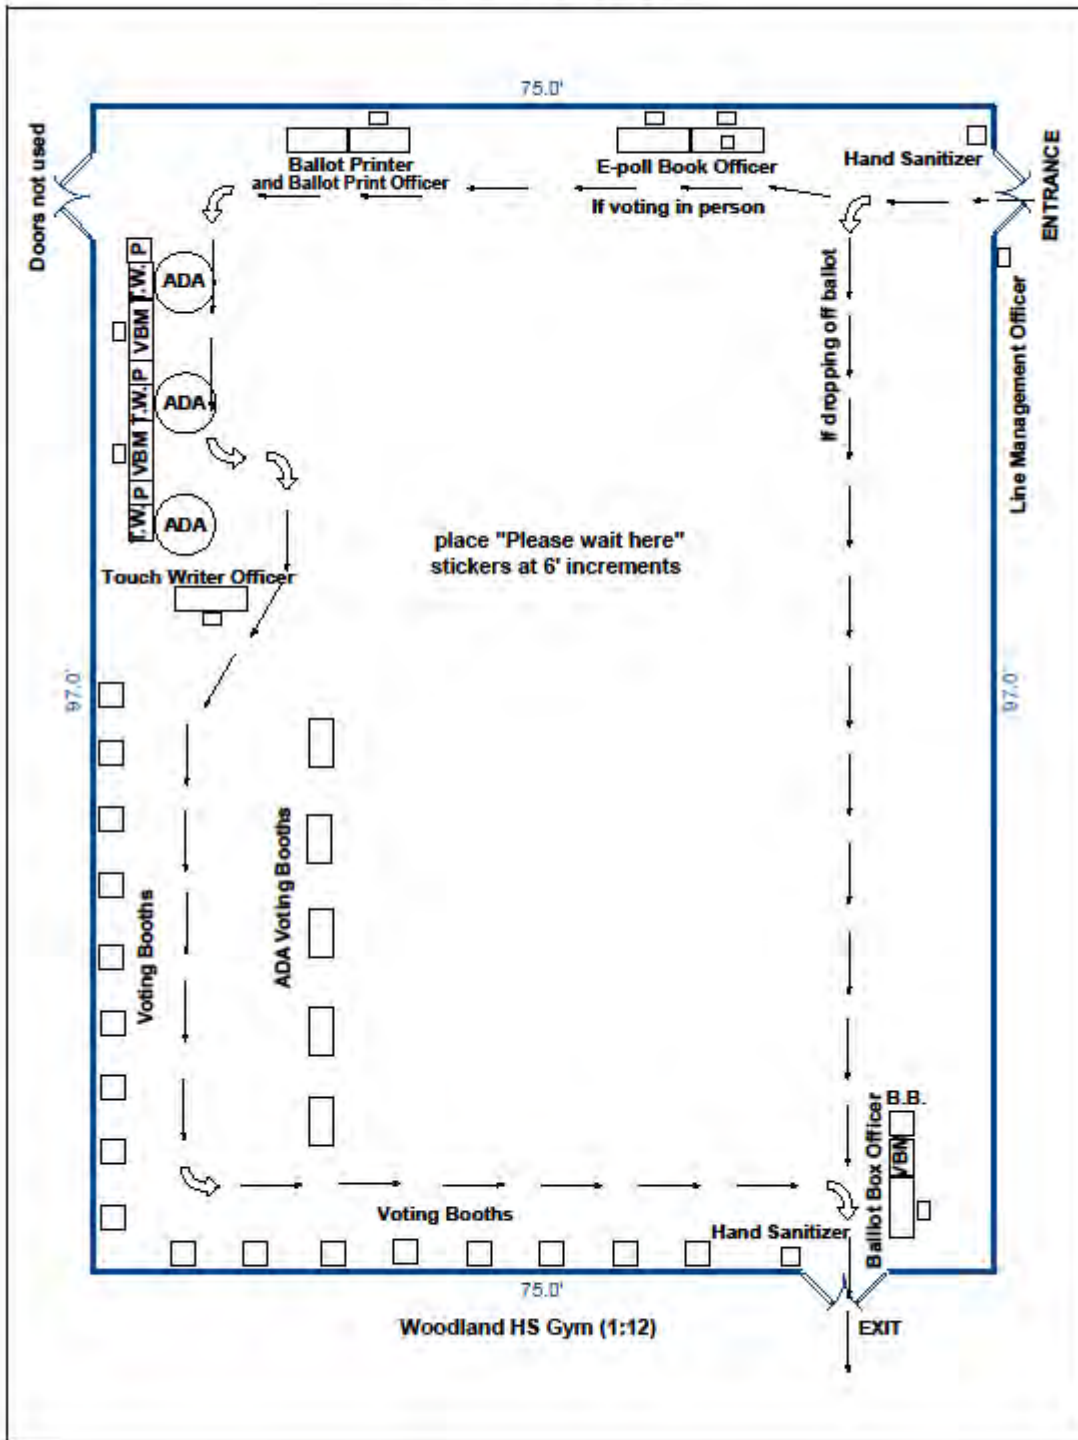 75.0'
Doors not used
Ballot Printer
and Ballot Print Officer
E-poll Book Officer
Hand Sanitizer
If voting in person
ENTRANCE
T.W. P
ADA
VBM
T.W. P
ADA
VBM
T.W. P
ADA
If dropping off ballot
Line Management Officer
place "Please wait here"
stickers at 6' increments
Touch Writer Officer
97.0'
97.0'
Voting Booths
ADA Voting Booths
B.B.
VBM
Balllot Box Officer
Voting Booths
Hand Sanitizer
75.0'
Woodland HS Gym (1:12)
EXIT